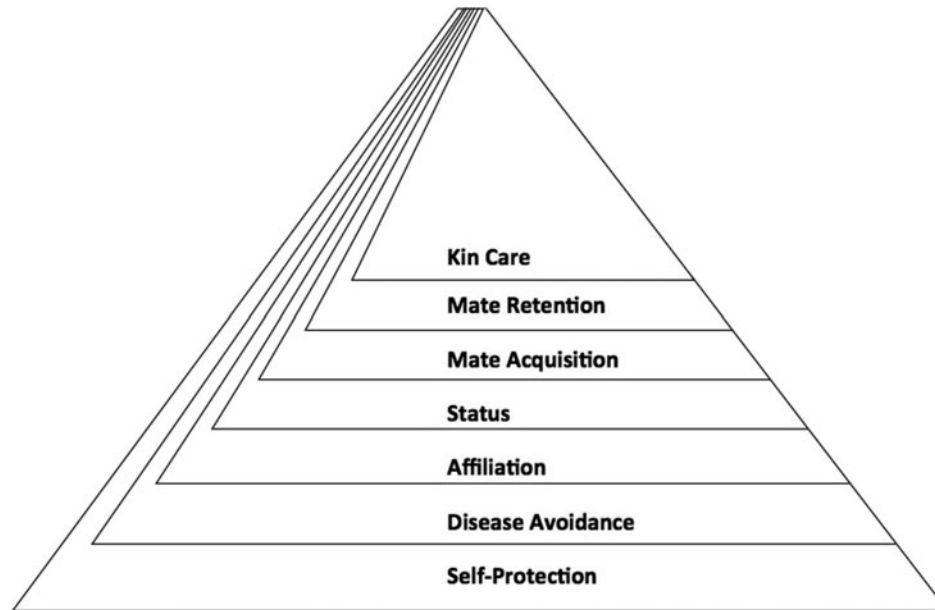 Kin Care
Mate Retention
Mate Acquisition
Status
Affiliation
Disease Avoidance
Self-Protection